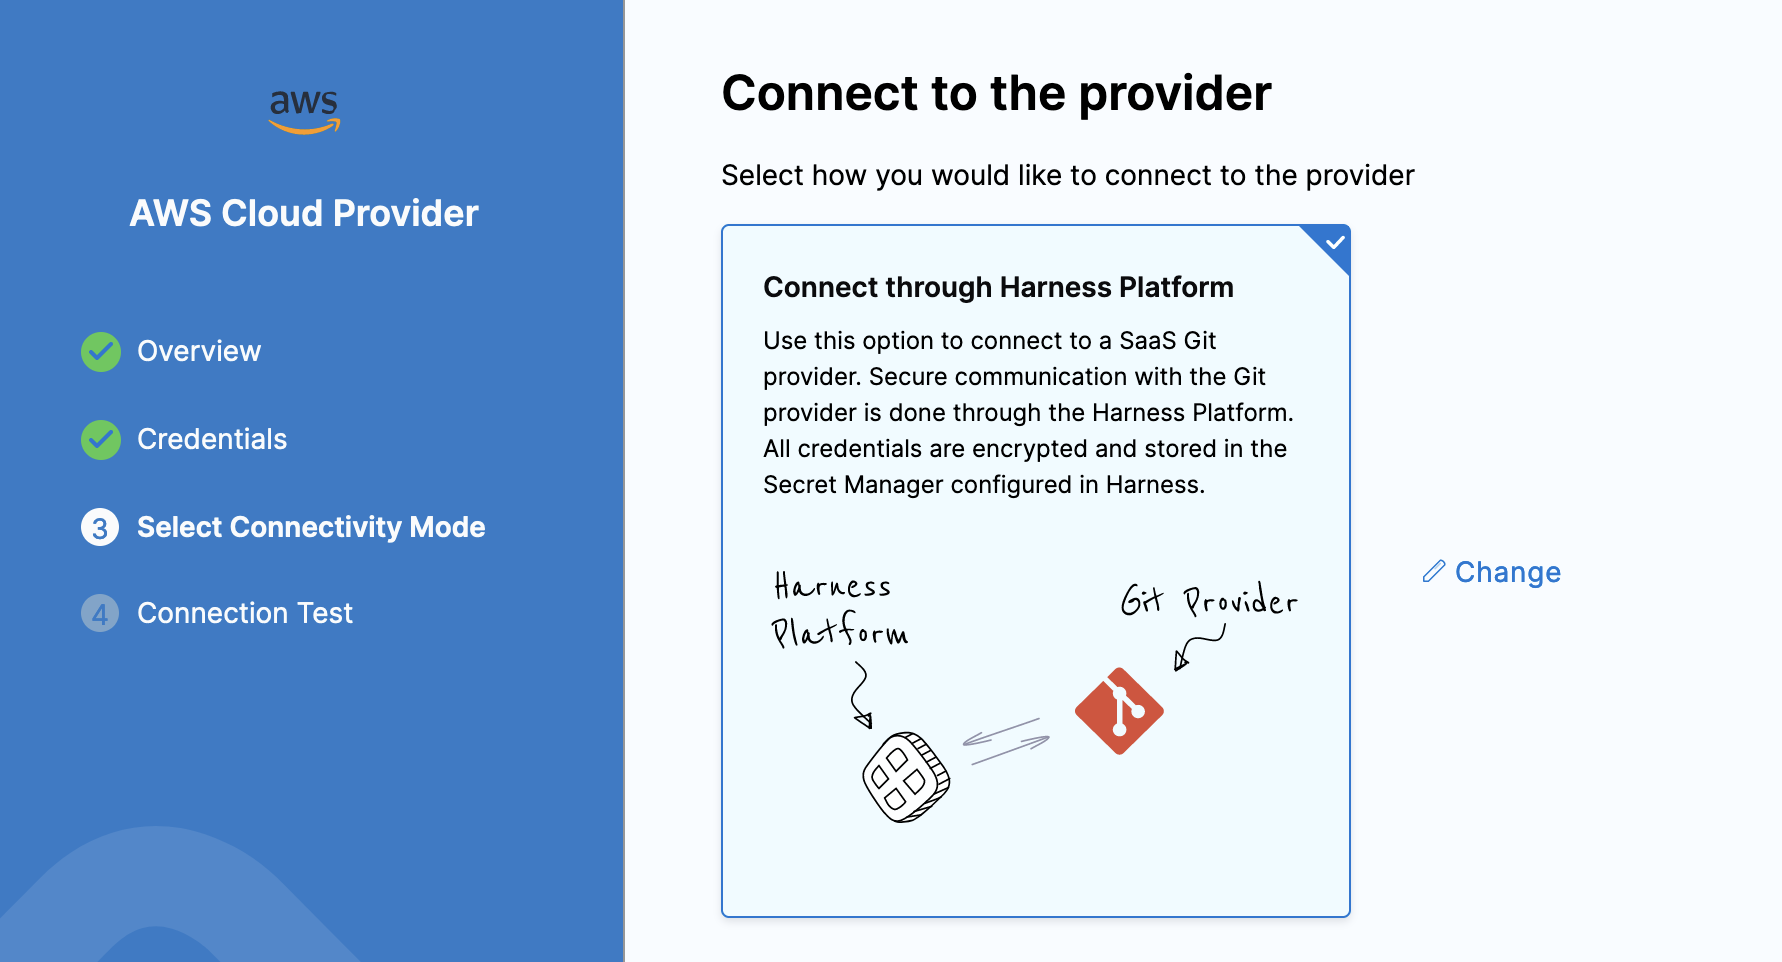 aws
AWS Cloud Provider
Overview
Credentials
3 Select Connectivity Mode
4 Connection Test
Connect to the provider
Select how you would like to connect to the provider
Connect through Harness Platform
Use this option to connect to a SaaS Git
provider. Secure communication with the Git
provider is done through the Harness Platform.
All credentials are encrypted and stored in the
Secret Manager configured in Harness.
Harness
Platform
Git Provider
Change